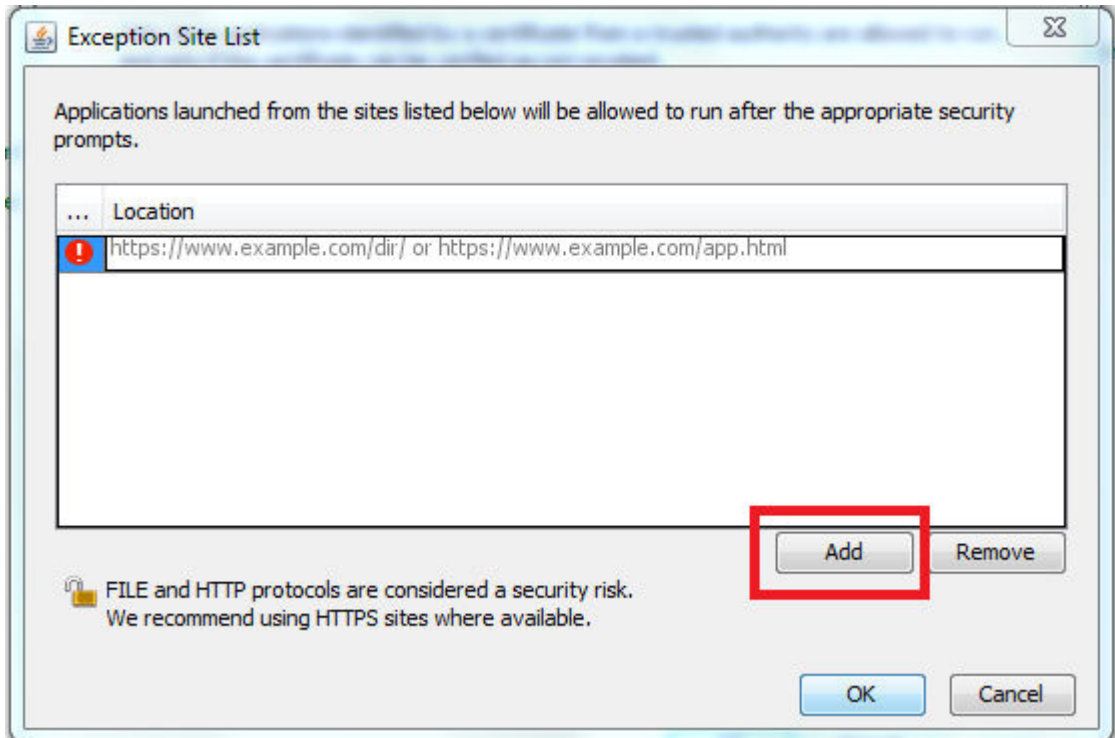 Exception Site List
Applications launched from the sites listed below will be allowed to run after the appropriate security
prompts.
... Location
https://www.example.com/dir/ or https://www.example.com/app.html
Add Remove
FILE and HTTP protocols are considered a security risk.
We recommend using HTTPS sites where available.
OK Cancel